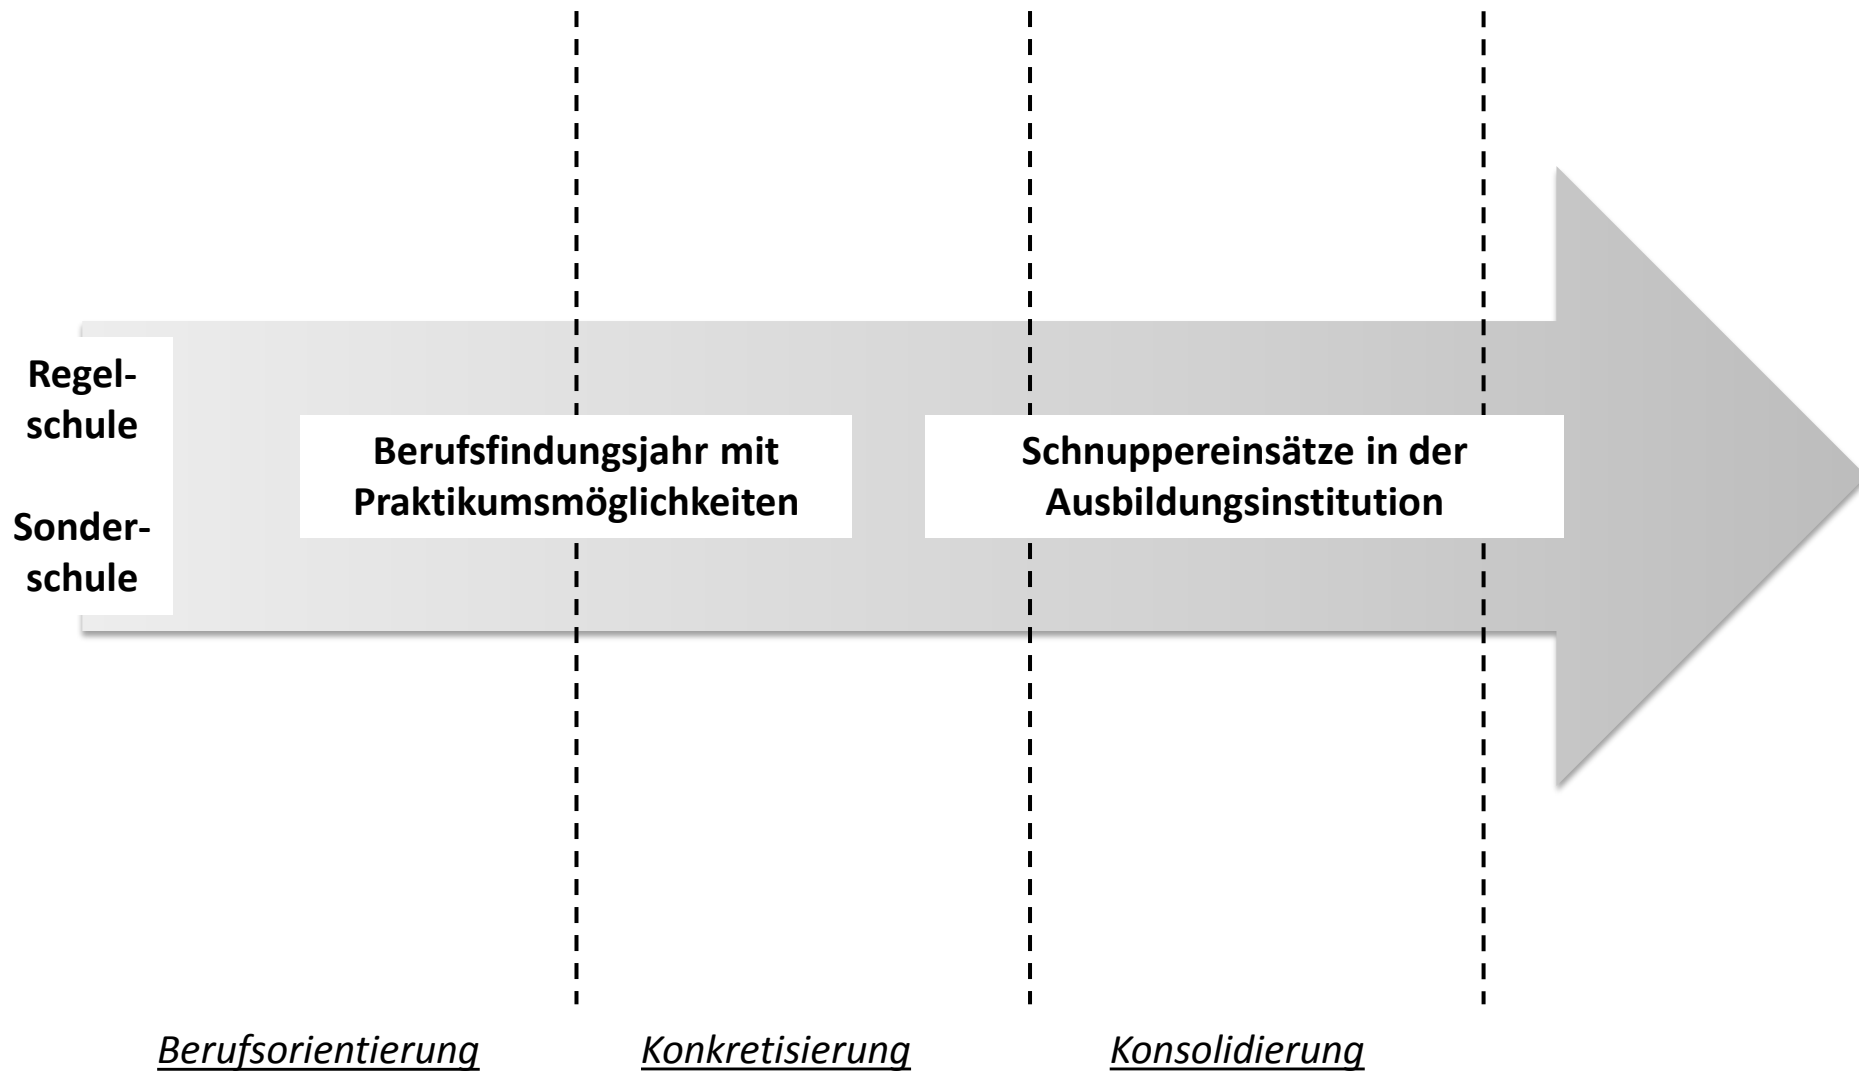 Regel-
schule
Sonder-
schule
Berufsfindungsjahr mit
Praktikumsmöglichkeiten
Schnuppereinsätze in der
Ausbildungsinstitution
Berufsorientierung
Konkretisierung
Konsolidierung